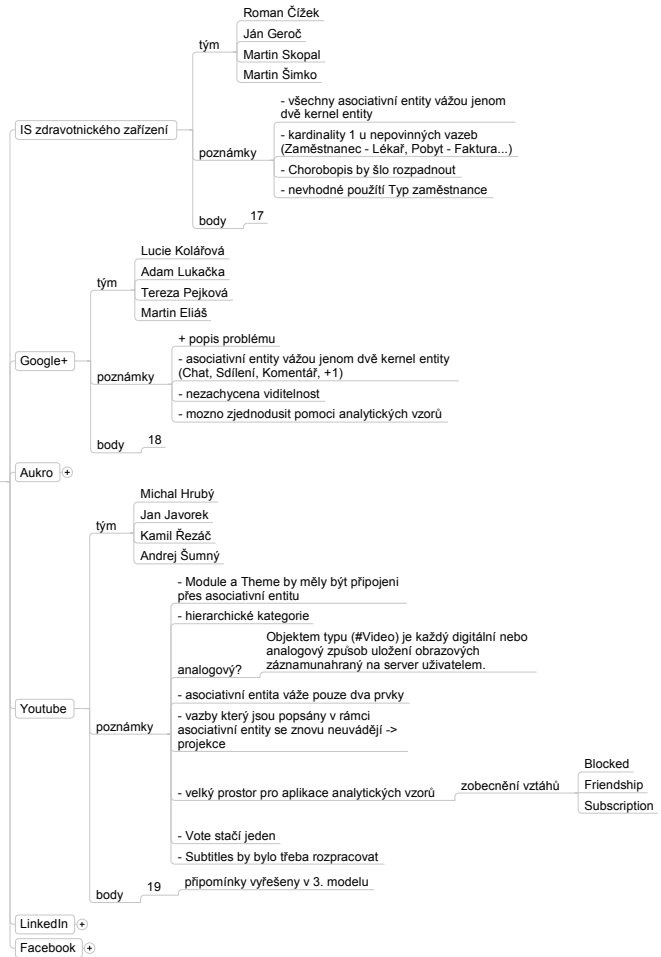 IS zdravotnického zařízení
tým
Roman Čížek
Ján Geroč
Martin Skopal
Martin Šimko
poznámky
- všechny asociativní entity vážou jenom
dvě kernel entity
- kardinality 1 u nepovinných vazeb
(Zaměstnanec - Lékař, Pobyt - Faktura...)
- Chorobopis by šlo rozpadnout
- nevhodné použítí Typ zaměstnance
body
17
Google+
tým
Lucie Kolářová
Adam Lukačka
Tereza Pejková
Martin Eliáš
poznámky
+ popis problému
- asociativní entity vážou jenom dvě kernel entity
(Chat, Sdílení, Komentář, +1)
- nezachycena viditelnost
- mozno zjednodusit pomoci analytických vzorů
body
18
Aukro
Youtube
tým
Michal Hrubý
Jan Javorek
Kamil Řezáč
Andrej Šumný
poznámky
- Module a Theme by měly být připojeni
přes asociativní entitu
- hierarchické kategorie
analogový?
Objektem typu (#Video) je každý digitální nebo
analogový způsob uložení obrazových
záznamunahraný na server uživatelem.
- asociativní entita váže pouze dva prvky
- vazby který jsou popsány v rámci
asociativní entity se znovu neuvádějí ->
projekce
- velký prostor pro aplikace analytických vzorů
zobecnění vztáhů
Blocked
Friendship
Subscription
- Vote stačí jeden
- Subtitles by bylo třeba rozpracovat
body
19
připomínky vyřešeny v 3. modelu
LinkedIn
Facebook